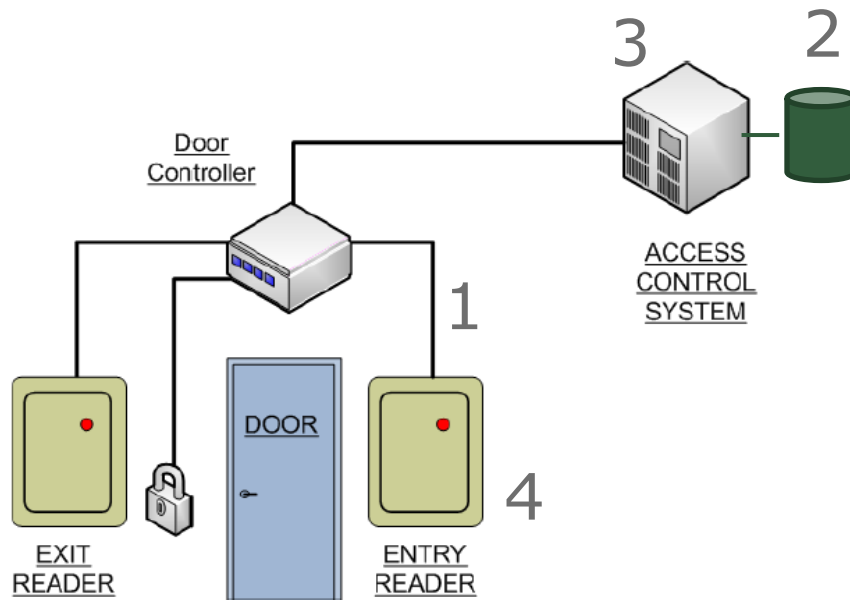 3
2
Door
Controller
ACCESS
CONTROL
SYSTEM
1
DOOR
4
EXIT
READER
ENTRY
READER